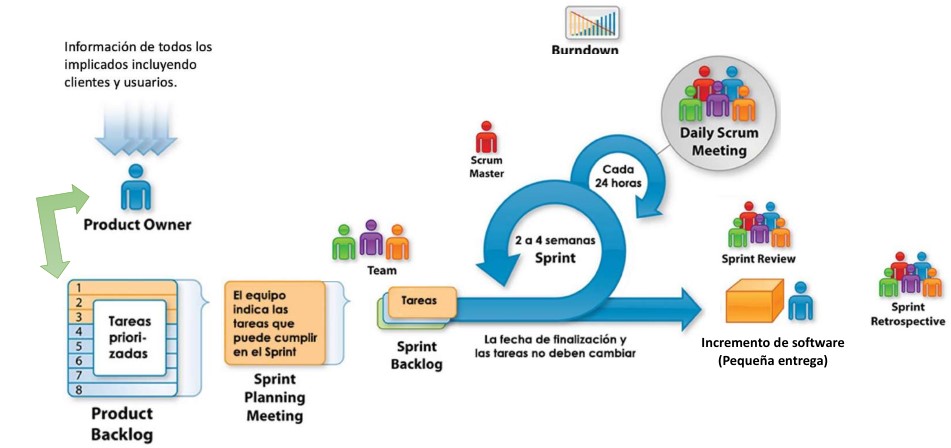 Burndown
Información de todos los
implicados incluyendo
clientes y usuarios.
Product Owner
1
2
3
4
5
6
7
8
Tareas
priori-
zadas
Product
Backlog
El equipo
indica las
tareas que
puede cumplir
en el Sprint
Sprint
Planning
Meeting
Team
Tareas
Sprint
Backlog
Scrum
Master
2 a 4 semanas
Sprint
Cada
24 horas
Daily Scrum
Meeting
La fecha de finalización y
las tareas no deben cambiar
Sprint Review
Incremento de software
(Pequeña entrega)
Sprint
Retrospective